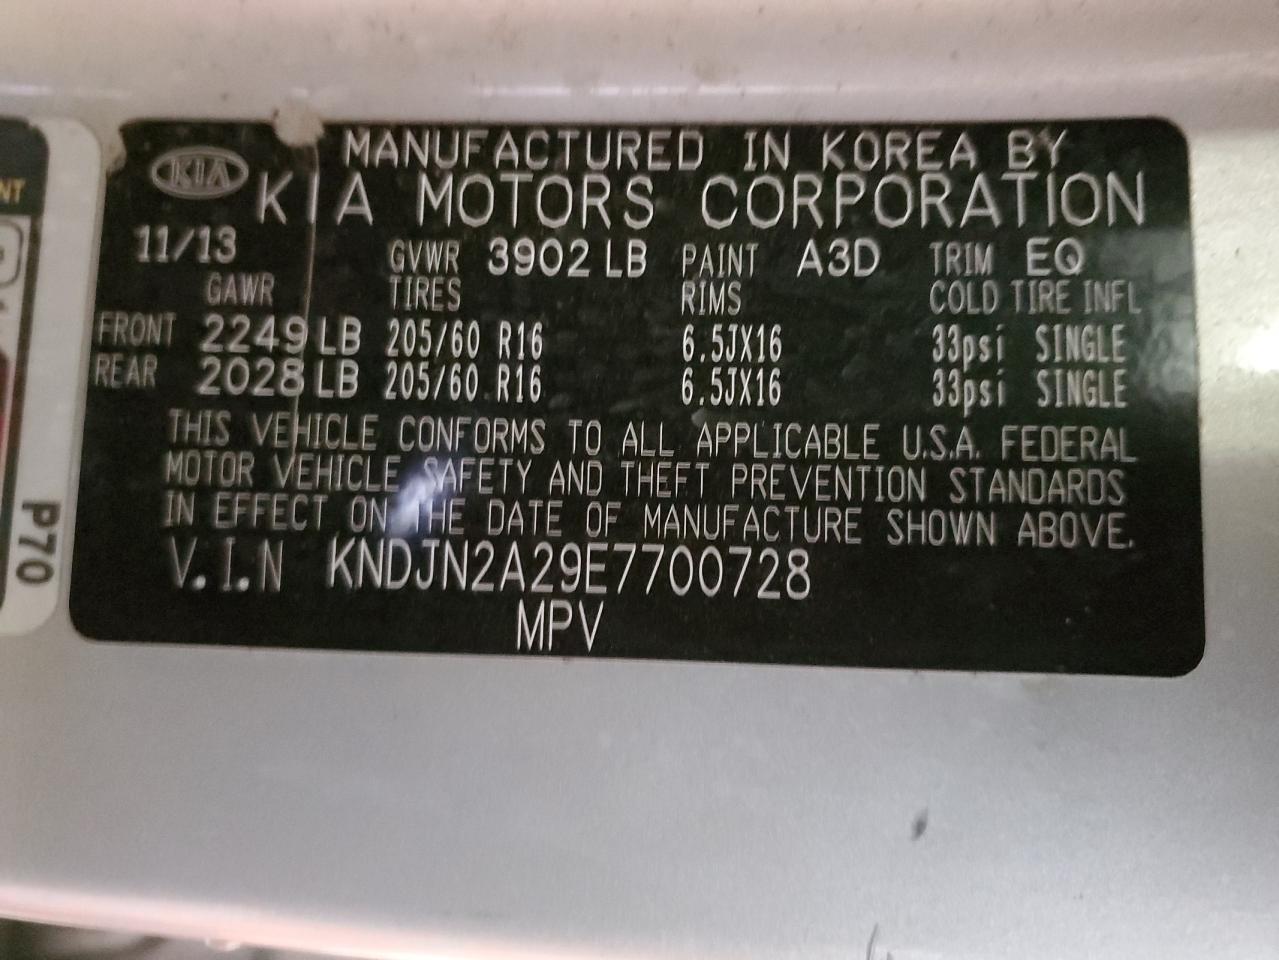 KIA
MANUFACTURED IN KOREA BY
KIA MOTORS CORPORATION
11/13 GVWR 3902 LB PAINT A3D TRIM EQ
GAWR TIRES RIMS COLD TIRE INFL
FRONT 2249 LB 205/60 R16 6.5JX16 33psi SINGLE
REAR 2028 LB 205/60 R16 6.5JX16 33psi SINGLE
THIS VEHICLE CONFORMS TO ALL APPLICABLE U.S.A. FEDERAL
MOTOR VEHICLE SAFETY AND THEFT PREVENTION STANDARDS
IN EFFECT ON THE DATE OF MANUFACTURE SHOWN ABOVE.
V.I.N KNDJN2A29E7700728
MPV
NT
P70